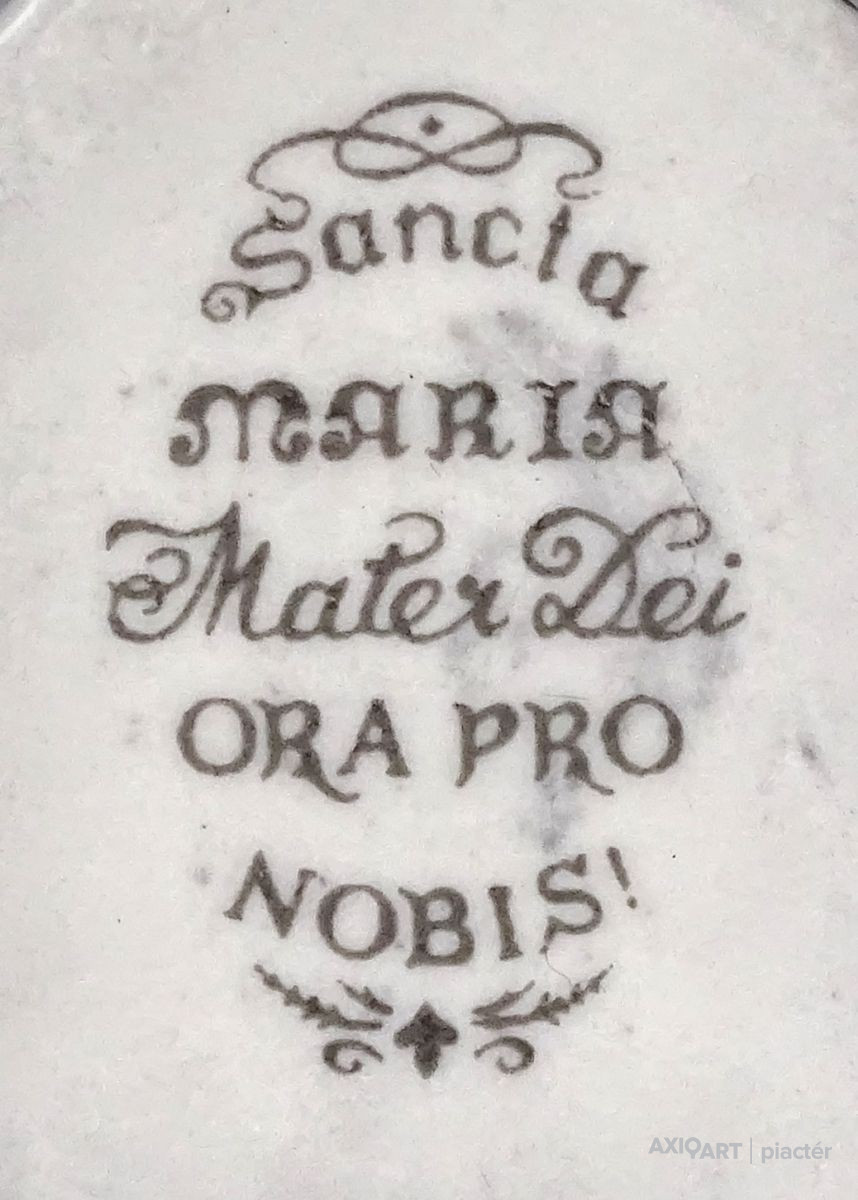 Sancta
MARIA
Mater Dei
ORA PRO
NOBIS!
AXIOART | piactér